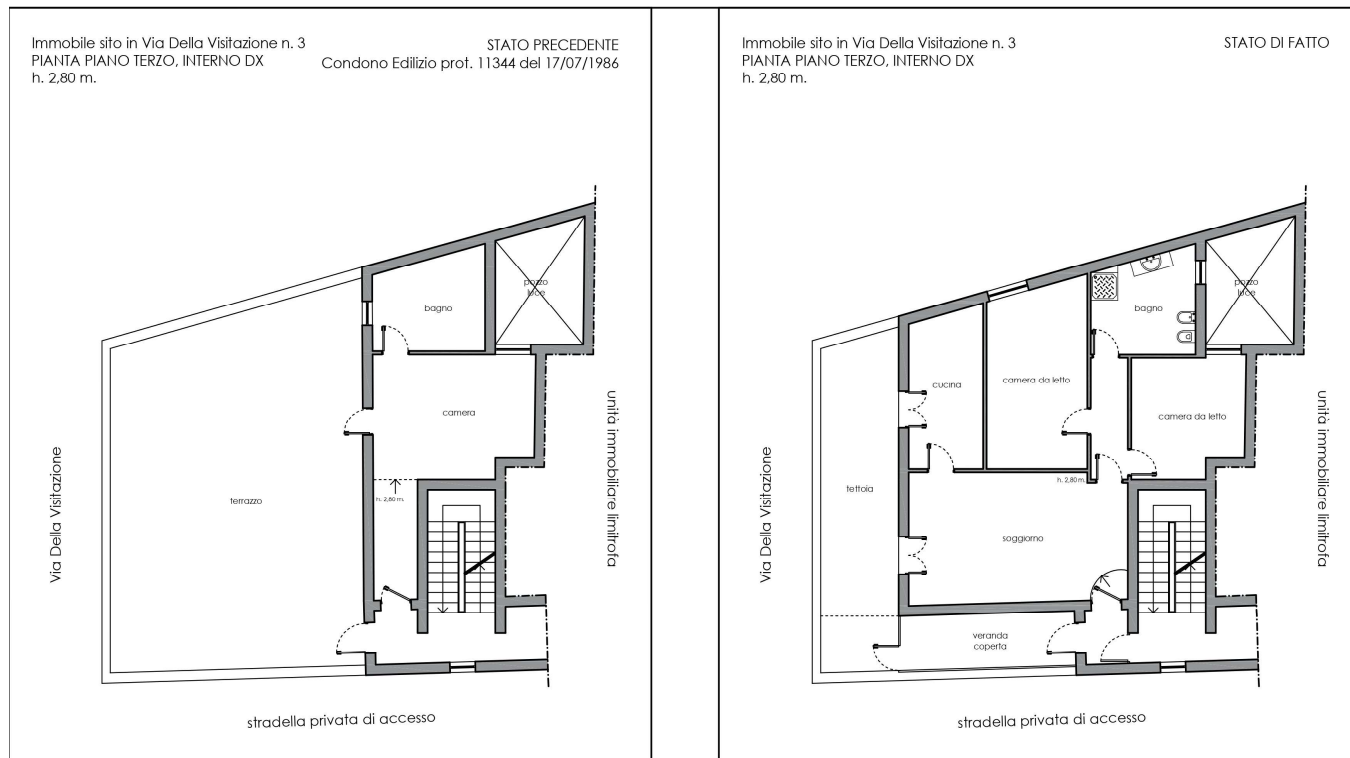 Immobile sito in Via Della Visitazione n. 3
PIANTA PIANO TERZO, INTERNO DX
h. 2,80 m.
STATO PRECEDENTE
Condono Edilizio prot. 11344 del 17/07/1986
pozzo
luce
bagno
camera
h. 2,80 m.
terrazzo
Via Della Visitazione
unità immobiliare limitrofa
stradella privata di accesso
Immobile sito in Via Della Visitazione n. 3
PIANTA PIANO TERZO, INTERNO DX
h. 2,80 m.
STATO DI FATTO
pozzo
luce
bagno
cucina
camera da letto
camera da letto
h. 2,80 m.
tettoia
soggiorno
veranda
coperta
Via Della Visitazione
unità immobiliare limitrofa
stradella privata di accesso